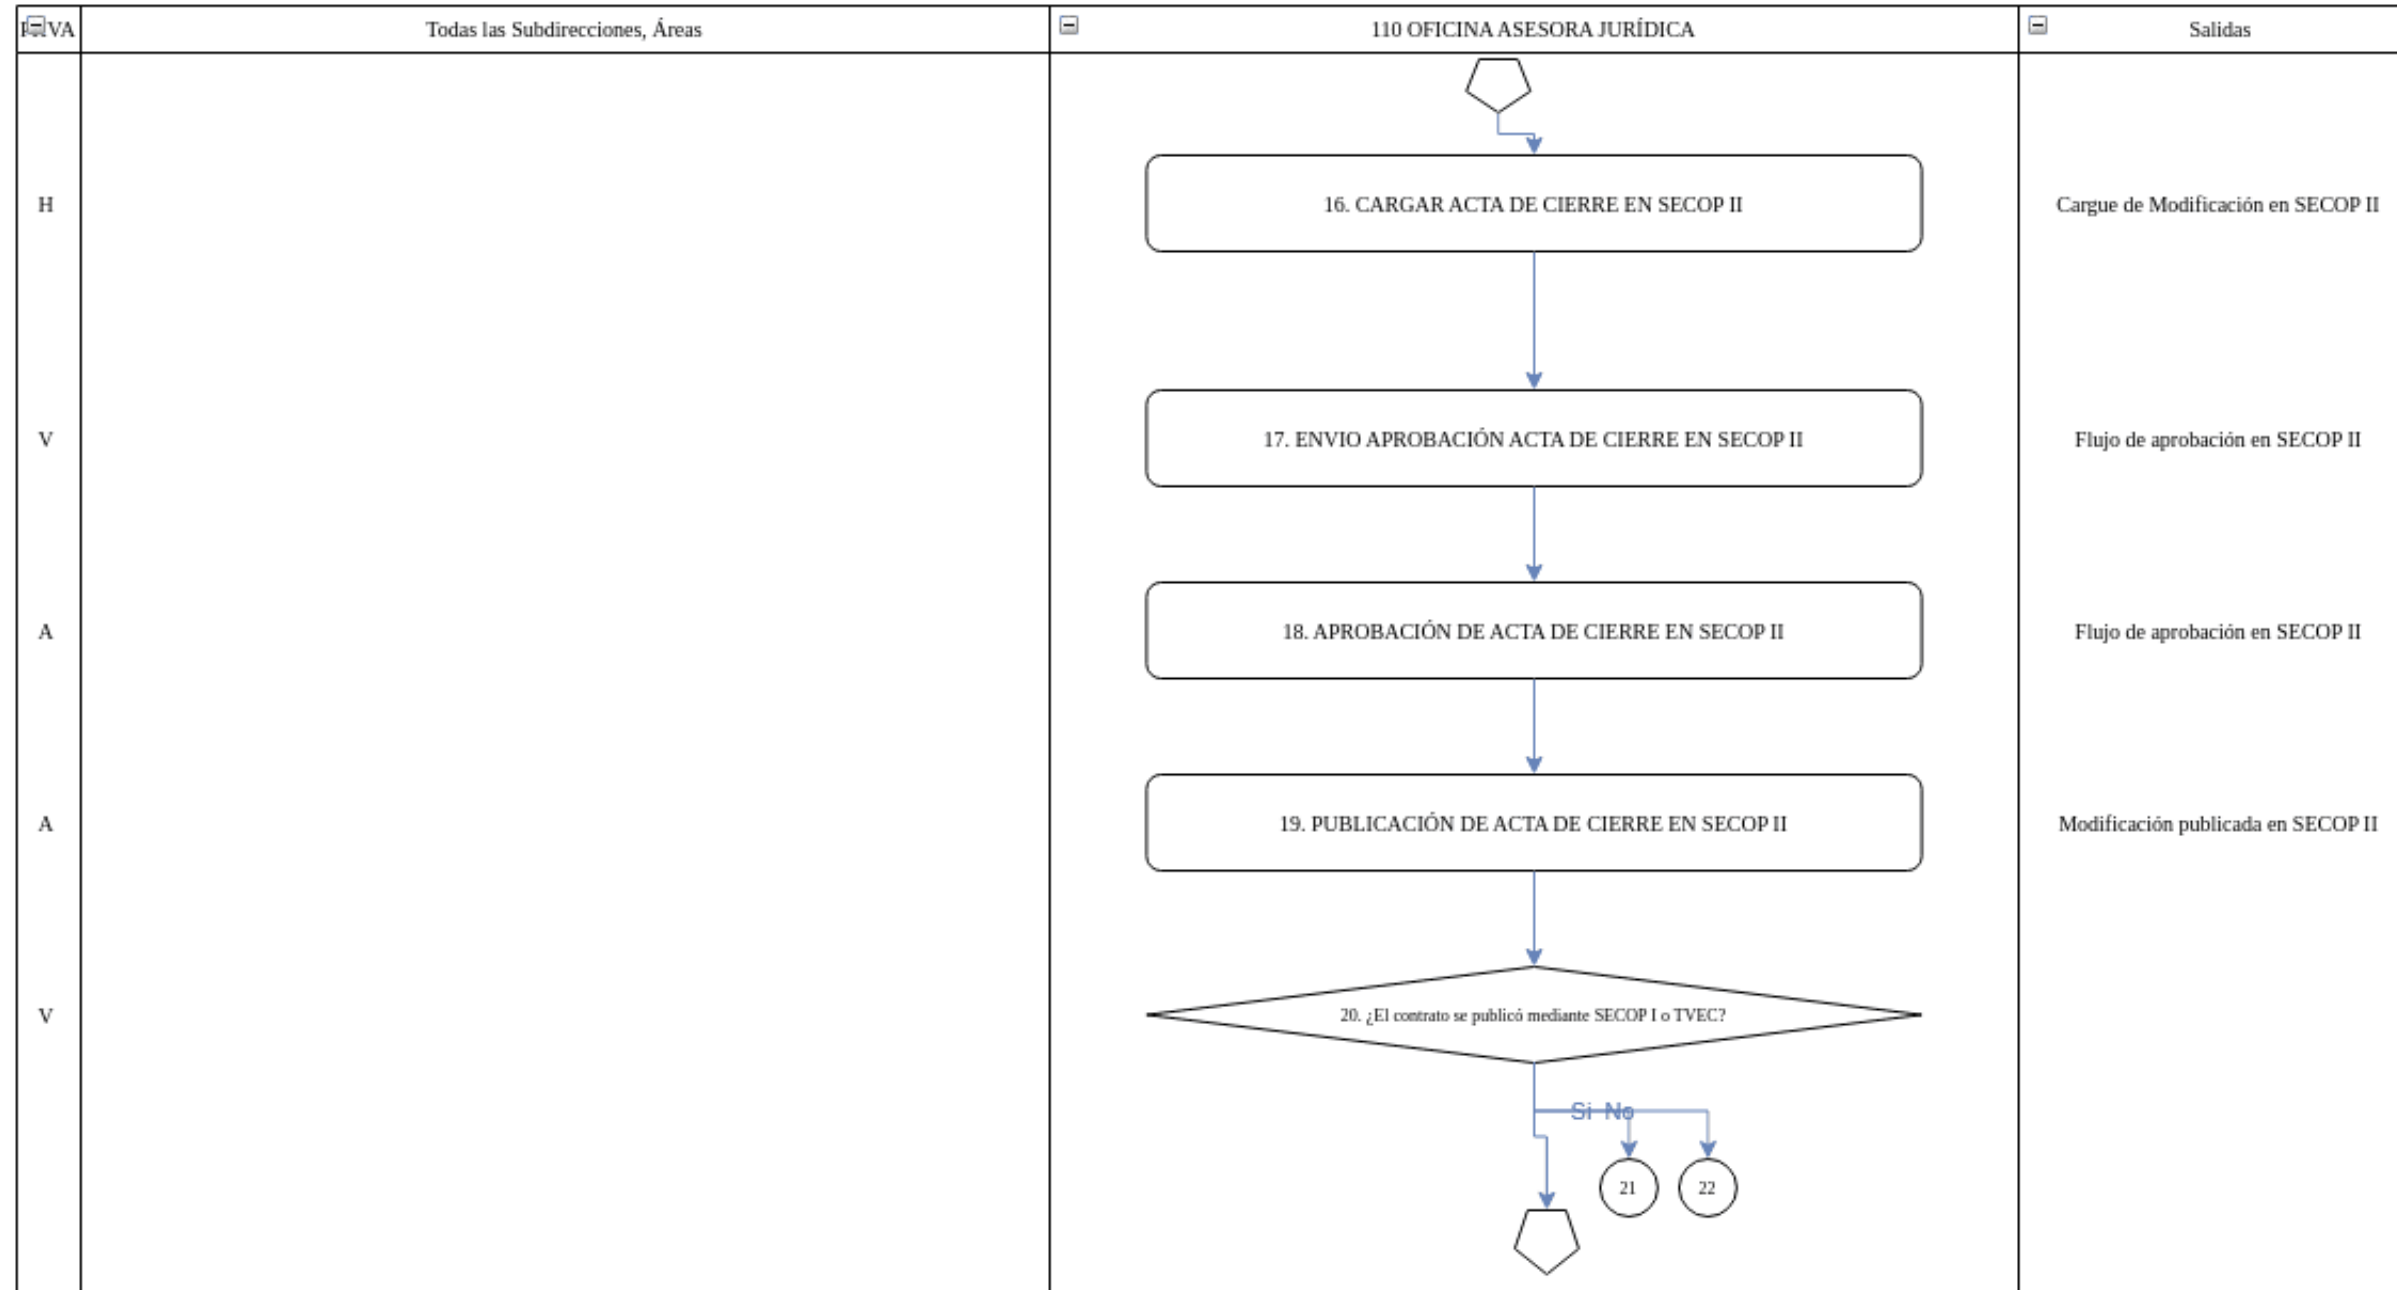 Todas las Subdirecciones, Áreas
110 OFICINA ASESORA JURÍDICA
Salidas
H
16. CARGAR ACTA DE CIERRE EN SECOP II
Cargue de Modificación en SECOP II
V
17. ENVIO APROBACIÓN ACTA DE CIERRE EN SECOP II
Flujo de aprobación en SECOP II
A
18. APROBACIÓN DE ACTA DE CIERRE EN SECOP II
Flujo de aprobación en SECOP II
A
19. PUBLICACIÓN DE ACTA DE CIERRE EN SECOP II
Modificación publicada en SECOP II
V
20. ¿El contrato se publicó mediante SECOP I o TVEC?
Si No
21
22